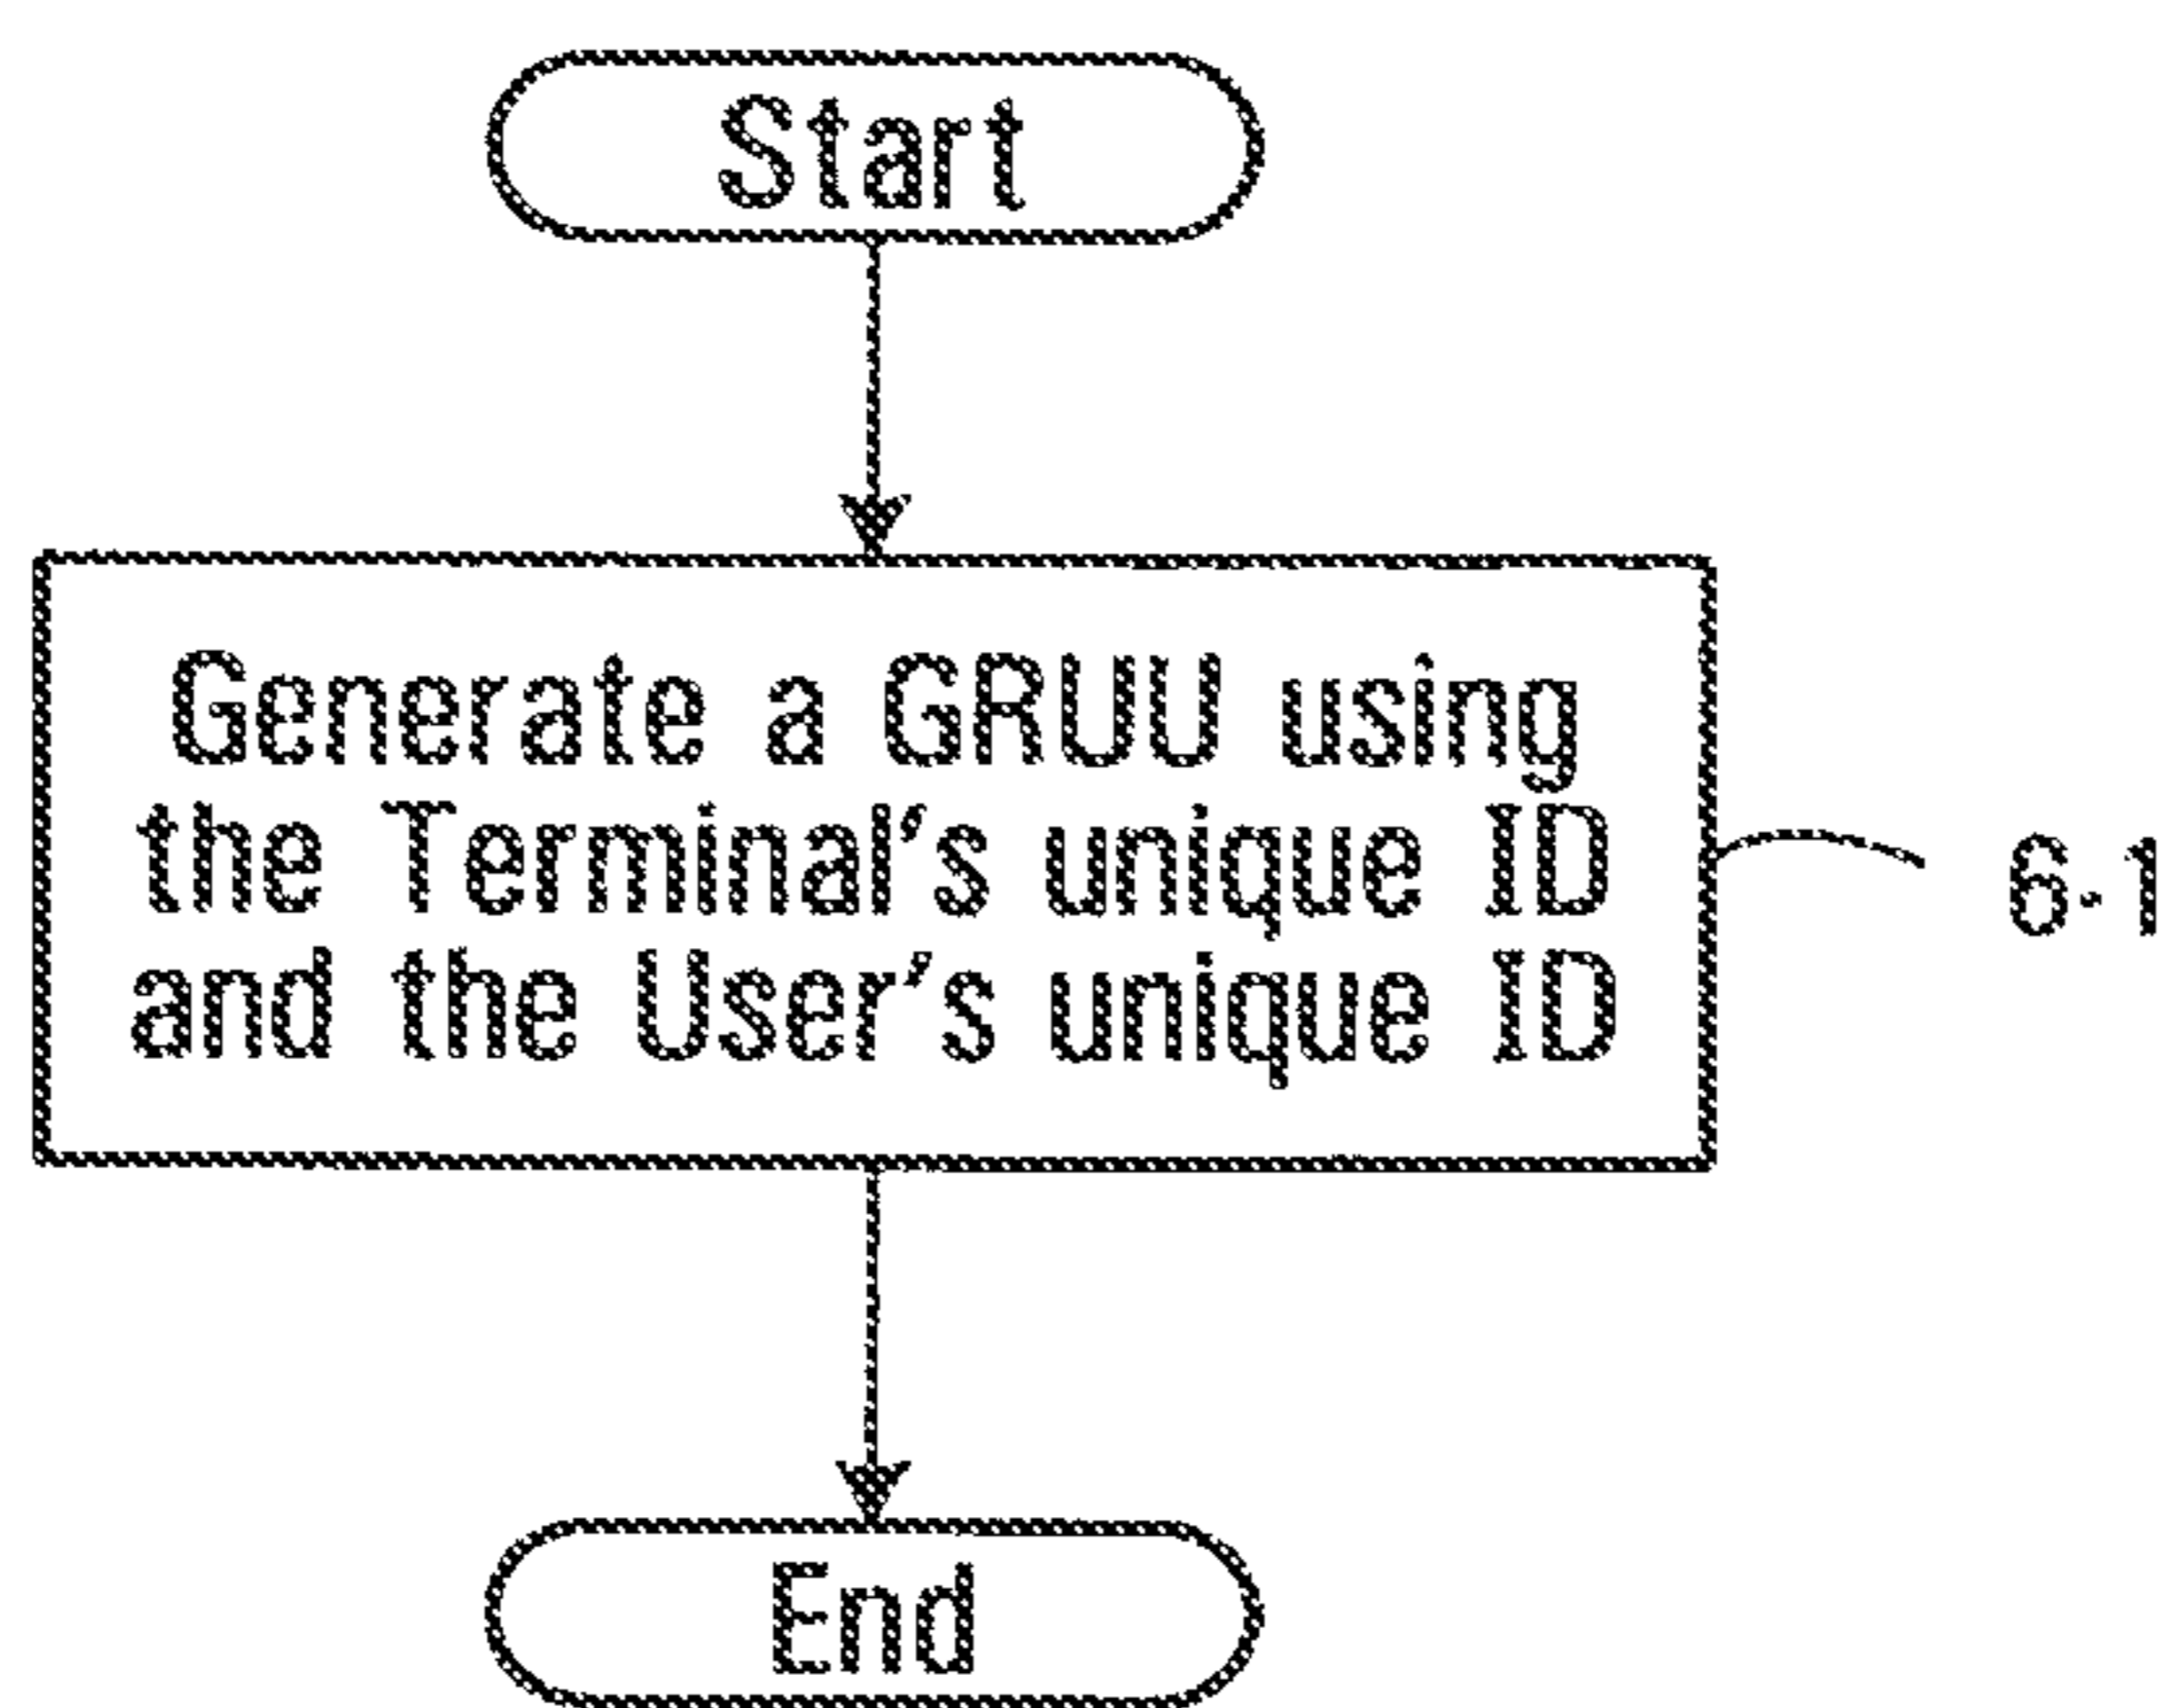 Start
Generate a GRUU using
the Terminal's unique ID
and the User's unique ID
6-1
End